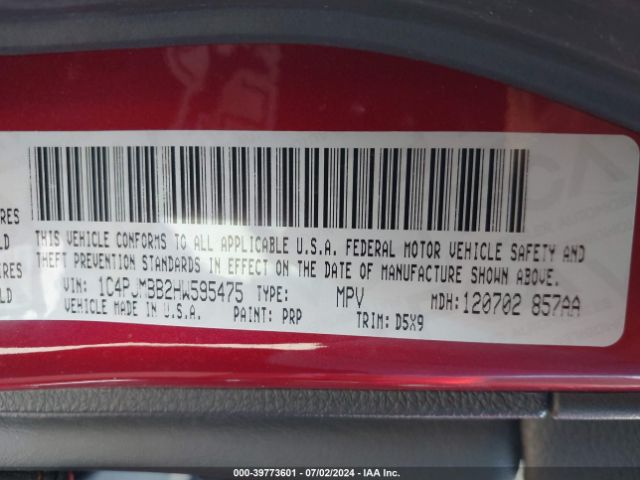 IRES
LD
IRES
LD
THIS VEHICLE CONFORMS TO ALL APPLICABLE U.S.A. FEDERAL MOTOR VEHICLE SAFETY AND
THEFT PREVENTION STANDARDS IN EFFECT ON THE DATE OF MANUFACTURE SHOWN ABOVE.
VIN: 1C4PJMBB2HW595475 TYPE: MPV MDH: 120702 857AA
VEHICLE MADE IN U.S.A. PAINT: PRP TRIM: D5X9
000-39773601 - 07/02/2024 - IAA Inc.